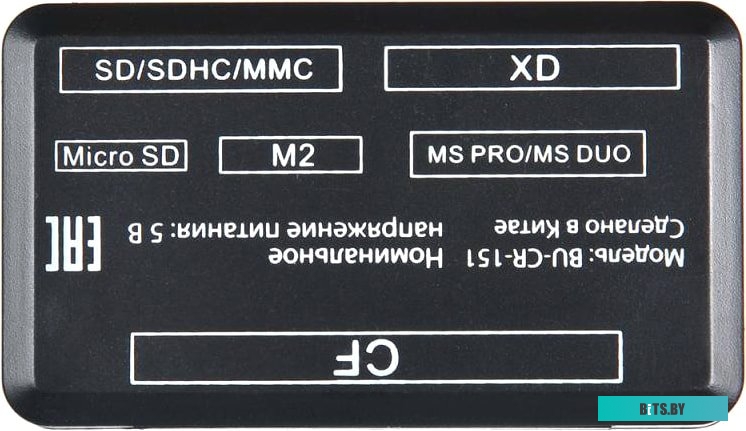 SD/SDHC/MMC
XD
Micro SD
M2
MS PRO/MS DUO
Модель: BU-CR-151
Сделано в Китае
Номинальное
напряжение питания: 5 В
EAC
CF
BiTS.BY